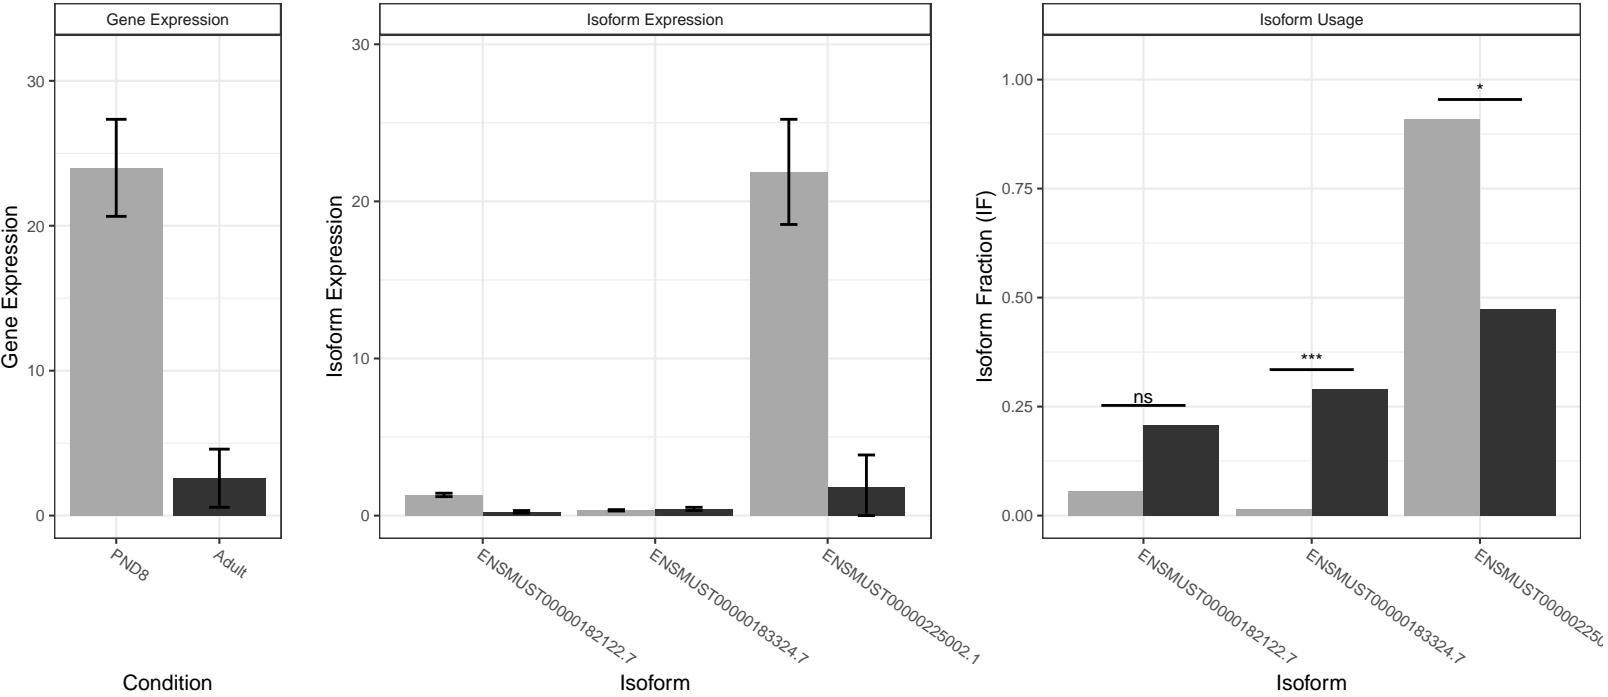 Gene Expression
Isoform Expression
Isoform Usage
Gene Expression
30
20
10
0
PND8
Adult
Condition
Isoform Expression
30
20
10
0
ENSMUST00000182122.7
ENSMUST00000183324.7
ENSMUST00000225002.1
Isoform
Isoform Fraction (IF)
1.00
0.75
0.50
0.25
0.00
ns
***
*
ENSMUST00000182122.7
ENSMUST00000183324.7
ENSMUST0000022500
Isoform